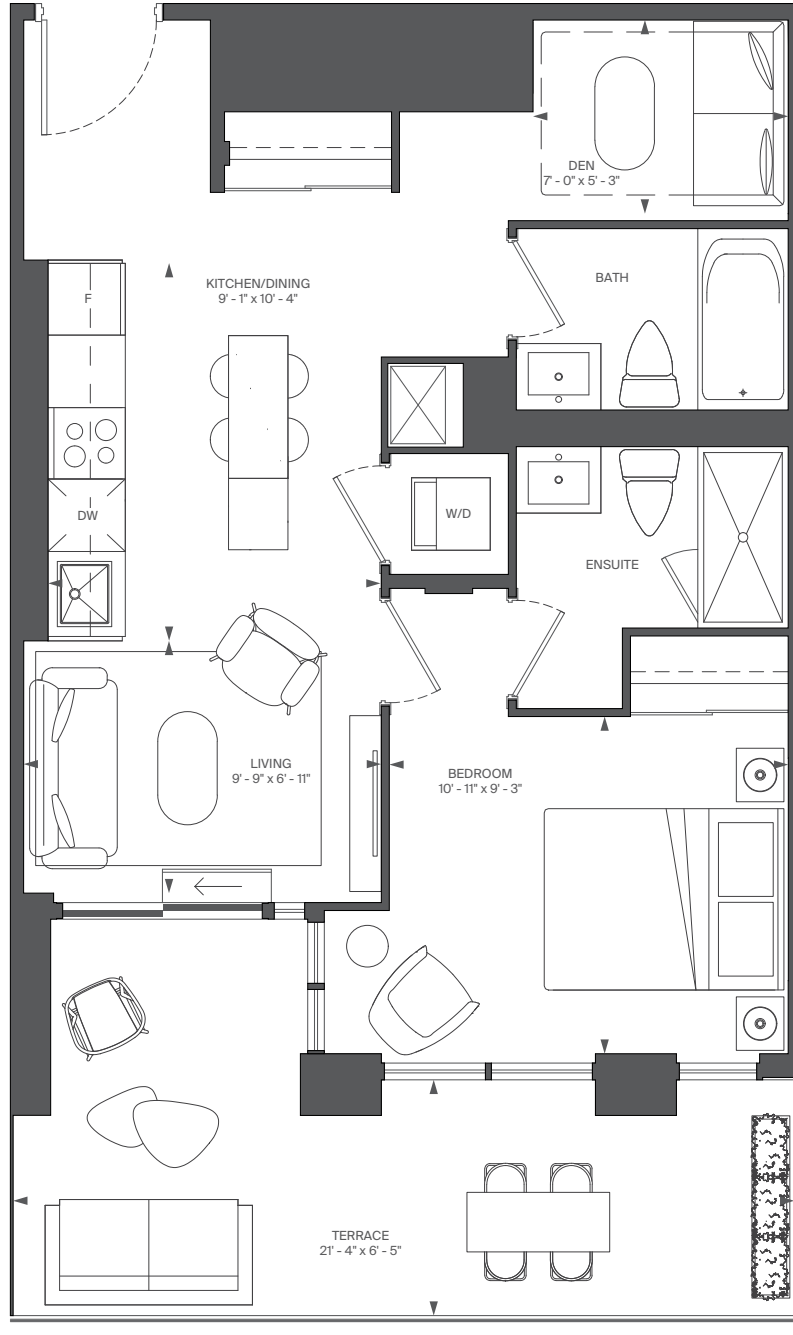 DEN
7' - 0" x 5' - 3"
BATH
KITCHEN/DINING
9' - 1" x 10' - 4"
F
DW
W/D
ENSUITE
LIVING
9' - 9" x 6' - 11"
BEDROOM
10' - 11" x 9' - 3"
TERRACE
21' - 4" x 6' - 5"